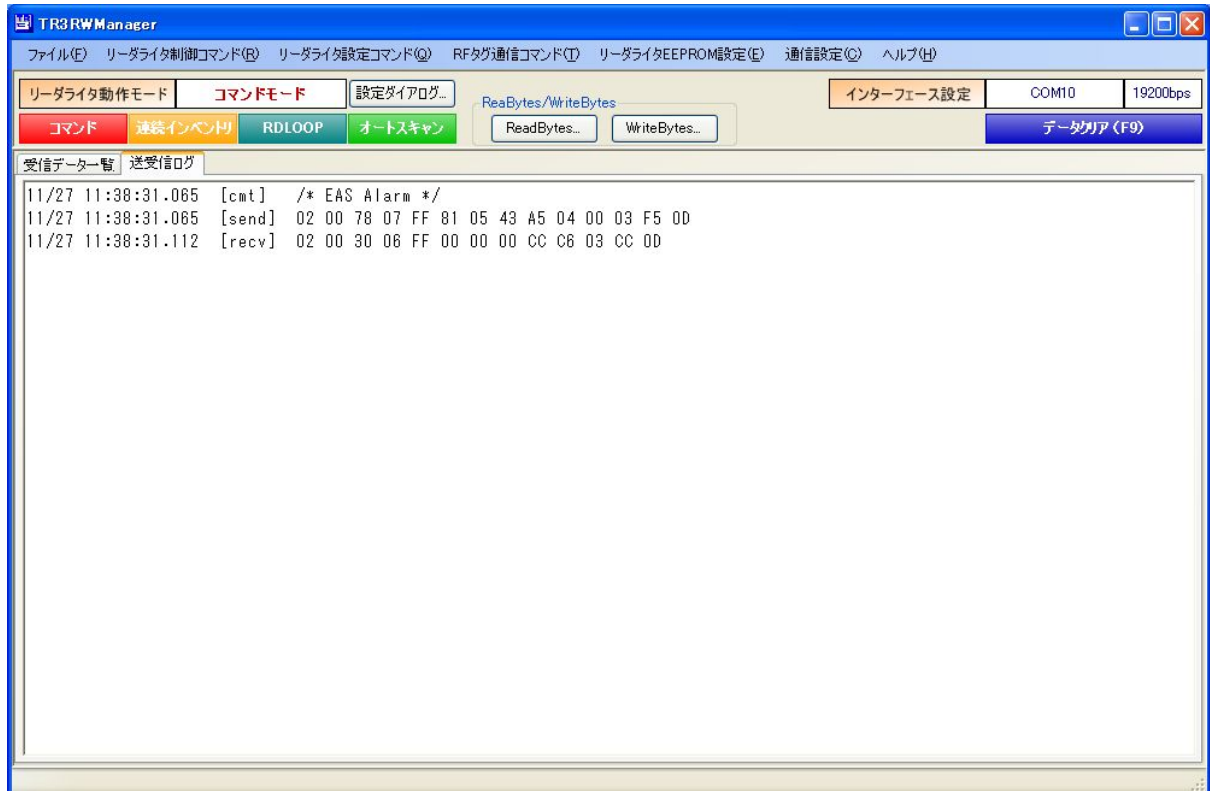 TR3RWManager
ファイル(F) リーダライタ制御コマンド(R) リーダライタ設定コマンド(Q) RFタグ通信コマンド(T) リーダライタEEPROM設定(E) 通信設定(C) ヘルプ(H)
リーダライタ動作モード コマンドモード 設定ダイアログ... ReaBytes/WriteBytes インターフェース設定 COM10 19200bps
コマンド 連続インベントリ RDLOOP オートスキャン ReadBytes... WriteBytes... データクリア(F9)
受信データ一覧 送受信ログ
11/27 11:38:31.065 [cmt] /* EAS Alarm */
11/27 11:38:31.065 [send] 02 00 78 07 FF 81 05 43 A5 04 00 03 F5 0D
11/27 11:38:31.112 [recv] 02 00 30 06 FF 00 00 00 CC C6 03 CC 0D